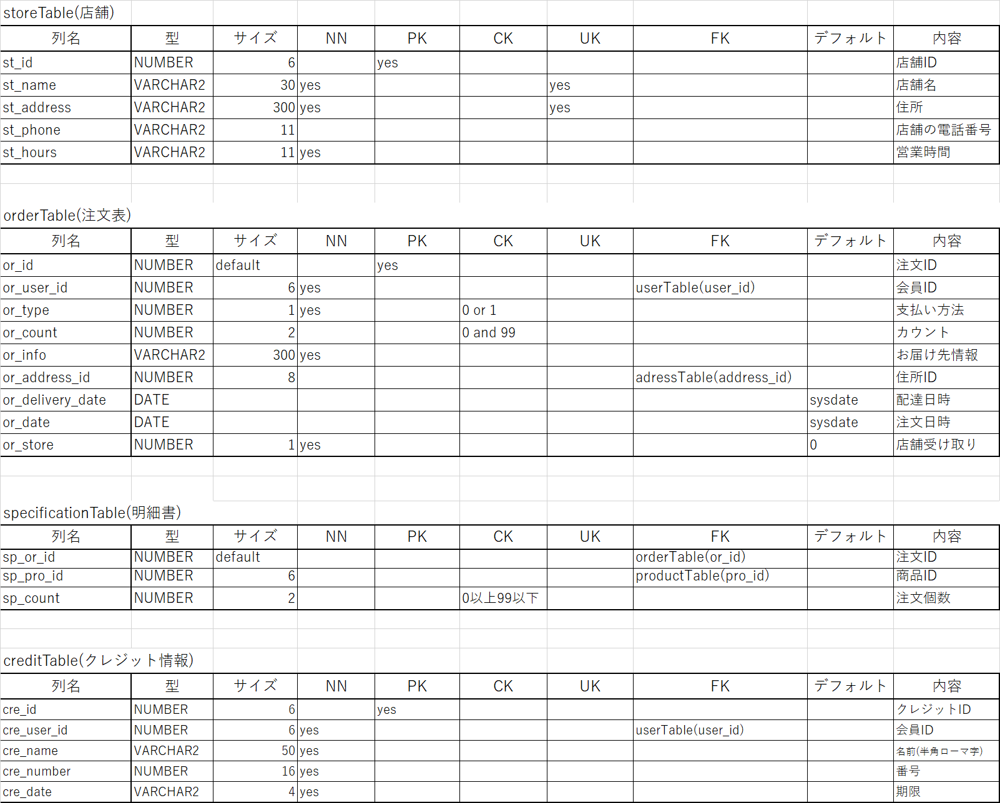 storeTable(店舗)
列名 型 サイズ NN PK CK UK FK デフォルト 内容
st_id NUMBER 6 yes 店舗ID
st_name VARCHAR2 30 yes yes 店舗名
st_address VARCHAR2 300 yes yes 住所
st_phone VARCHAR2 11 店舗の電話番号
st_hours VARCHAR2 11 yes 営業時間
orderTable(注文表)
列名 型 サイズ NN PK CK UK FK デフォルト 内容
or_id NUMBER default yes 注文ID
or_user_id NUMBER 6 yes userTable(user_id) 会員ID
or_type NUMBER 1 yes 0 or 1 支払い方法
or_count NUMBER 2 0 and 99 カウント
or_info VARCHAR2 300 yes お届け先情報
or_address_id NUMBER 8 adressTable(address_id) 住所ID
or_delivery_date DATE sysdate 配達日時
or_date DATE sysdate 注文日時
or_store NUMBER 1 yes 0 店舗受け取り
specificationTable(明細書)
列名 型 サイズ NN PK CK UK FK デフォルト 内容
sp_or_id NUMBER default orderTable(or_id) 注文ID
sp_pro_id NUMBER 6 productTable(pro_id) 商品ID
sp_count NUMBER 2 0以上99以下 注文個数
creditTable(クレジット情報)
列名 型 サイズ NN PK CK UK FK デフォルト 内容
cre_id NUMBER 6 yes クレジットID
cre_user_id NUMBER 6 yes userTable(user_id) 会員ID
cre_name VARCHAR2 50 yes 名前(半角ローマ字)
cre_number NUMBER 16 yes 番号
cre_date VARCHAR2 4 yes 期限